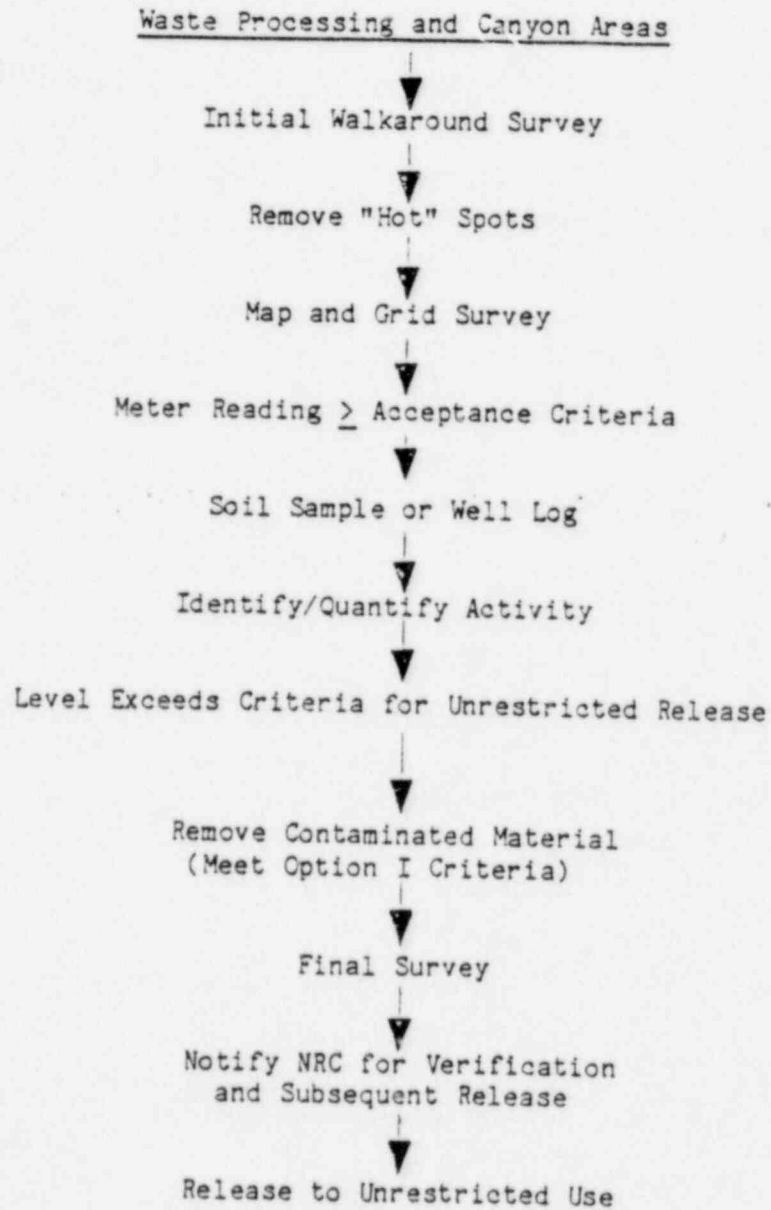 Waste Processing and Canyon Areas
Initial Walkaround Survey
Remove "Hot" Spots
Map and Grid Survey
Meter Reading ≥ Acceptance Criteria
Soil Sample or Well Log
Identify/Quantify Activity
Level Exceeds Criteria for Unrestricted Release
Remove Contaminated Material
(Meet Option I Criteria)
Final Survey
Notify NRC for Verification
and Subsequent Release
Release to Unrestricted Use